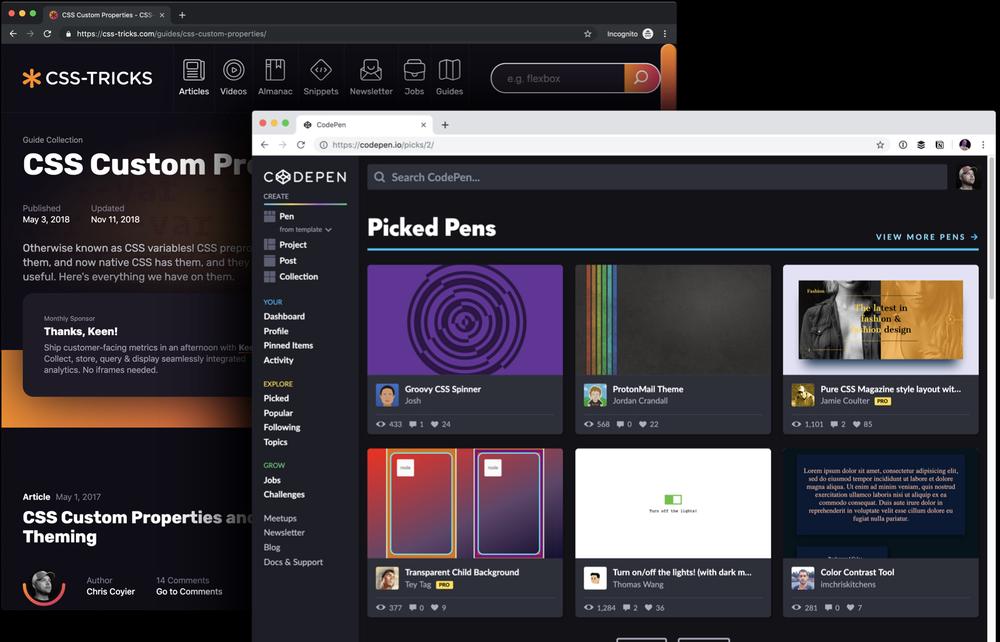 CSS Custom Properties - CSS-
https://css-tricks.com/guides/css-custom-properties/
Incognito
CSS-TRICKS
Articles
Videos
Almanac
Snippets
Newsletter
Jobs
Guides
e.g. flexbox
Guide Collection
CSS Custom Pr
Published
Updated
May 3, 2018
Nov 11, 2018
Otherwise known as CSS variables! CSS prepro
them, and now native CSS has them, and they
useful. Here's everything we have on them.
Monthly Sponsor
Thanks, Keen!
Ship customer-facing metrics in an afternoon with Kee
Collect, store, query & display seamlessly integrated
analytics. No iframes needed.
Article May 1, 2017
CSS Custom Properties and
Theming
Author
14 Comments
Chris Coyier
Go to Comments
CodePen
https://codepen.io/picks/2/
CODEPEN
CREATE
Pen
from template
Project
Post
Collection
YOUR
Dashboard
Profile
Pinned Items
Activity
EXPLORE
Picked
Popular
Following
Topics
GROW
Jobs
Challenges
Meetups
Newsletter
Blog
Docs & Support
Search CodePen...
Picked Pens
VIEW MORE PENS →
Groovy CSS Spinner
Josh
433 1 24
ProtonMail Theme
Jordan Crandall
568 0 22
Fashion
The latest in
fashion &
fashion design
Pure CSS Magazine style layout wit...
Jamie Coulter PRO
1,101 2 85
Transparent Child Background
Tey Tag PRO
377 0 9
Turn off the lights!
Turn on/off the lights! (with dark m...
Thomas Wang
1,284 2 36
Lorem ipsum dolor sit amet, consectetur adipisicing elit,
sed do eiusmod tempor incididunt ut labore et dolore
magna aliqua. Ut enim ad minim veniam, quis nostrud
exercitation ullamco laboris nisi ut aliquip ex ea
commodo consequat. Duis aute irure dolor in
reprehenderit in voluptate velit esse cillum dolore eu
fugiat nulla pariatur.
Color Contrast Tool
imchriskitchens
281 0 7